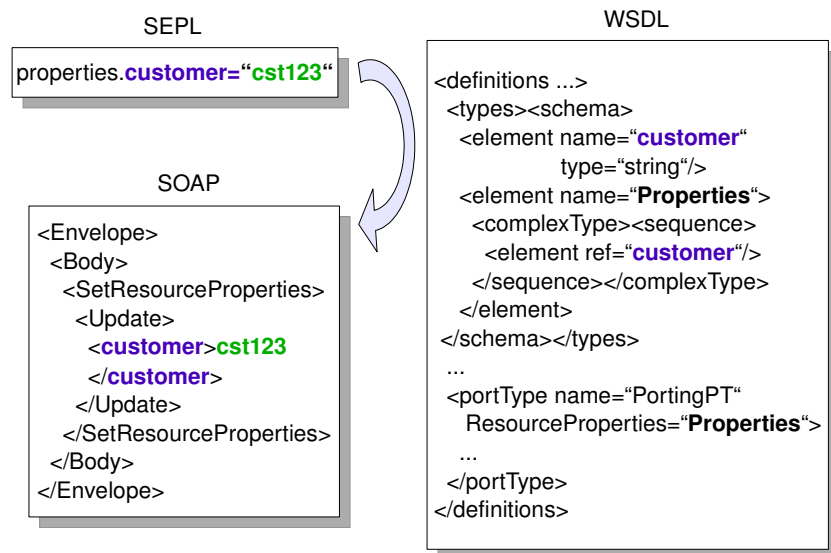 SEPL
properties.customer=“cst123“
SOAP
<Envelope>
<Body>
<SetResourceProperties>
<Update>
<customer>cst123
</customer>
</Update>
</SetResourceProperties>
</Body>
</Envelope>
WSDL
<definitions ...>
<types><schema>
<element name=“customer“
type=“string“/>
<element name=“Properties“>
<complexType><sequence>
<element ref=“customer“/>
</sequence></complexType>
</element>
</schema></types>
...
<portType name=“PortingPT“
ResourceProperties=“Properties“>
...
</portType>
</definitions>